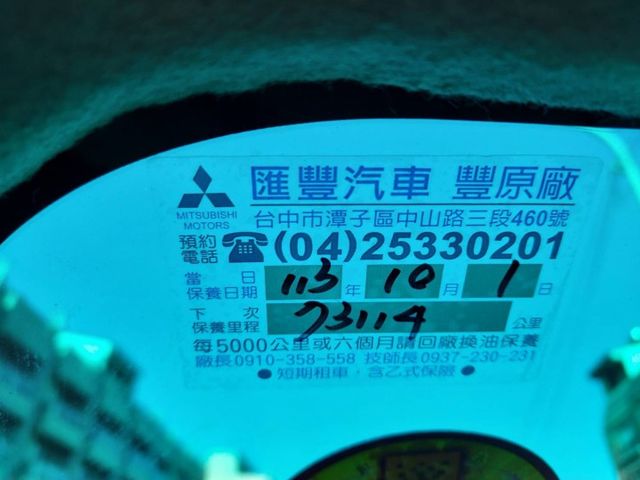 匯豐汽車 豐原廠
MITSUBISHI
MOTORS
台中市潭子區中山路三段460號
預約
電話 ☎ (04)25330201
當日
保養日期 113 年 10 月 1 日
下次
保養里程 73114 公里
每5000公里或六個月請回廠換油保養
廠長0910-358-558 技師長0937-230-231
● 短期租車，含乙式保險 ●